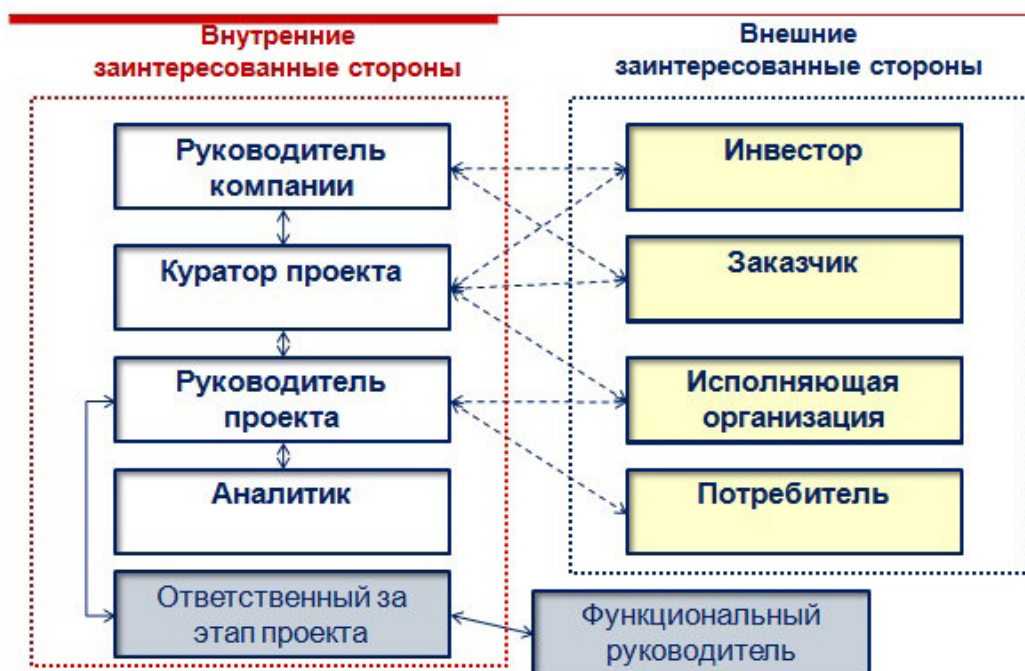 Внутренние
заинтересованные стороны
Внешние
заинтересованные стороны
Руководитель
компании
Инвестор
Куратор проекта
Заказчик
Руководитель
проекта
Исполняющая
организация
Аналитик
Потребитель
Ответственный за
этап проекта
Функциональный
руководитель